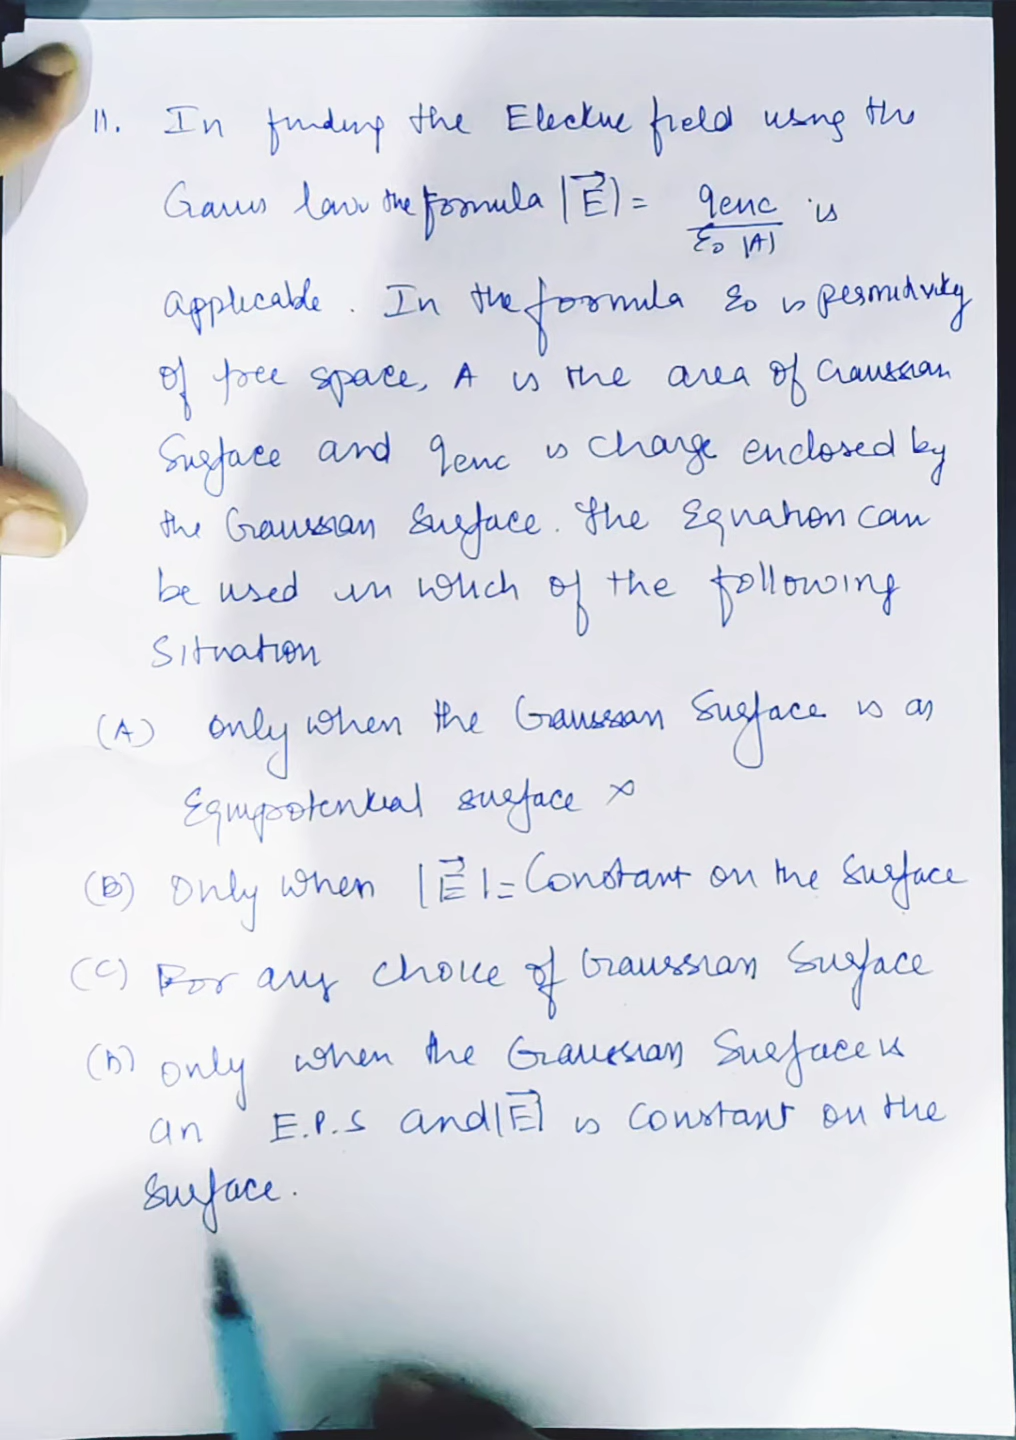 11. In finding the Electric field using the
Gauss law the formula |E⃗| = qenc / ε0 |A| is
applicable. In the formula ε0 is permitivity
of free space, A is the area of Gaussian
Surface and qenc is charge enclosed by
the Gaussian Surface. The Equation can
be used in which of the following
Situation
(A) only when the Gaussian Surface is an
Equipotential surface ×
(B) Only when |E⃗| = Constant on the Surface
(C) For any choice of Gaussian Surface
(D) only when the Gaussian Surface is
an E.P.S and |E⃗| is constant on the
Surface.